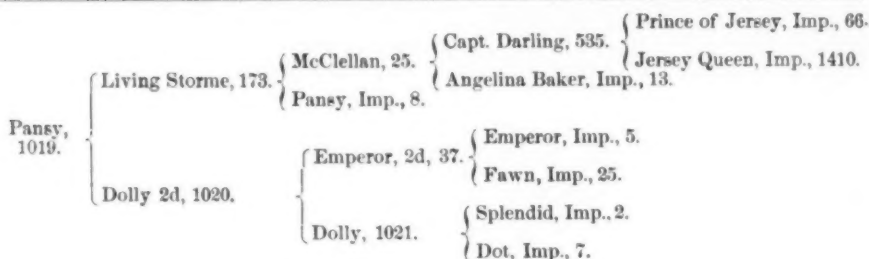 Prince of Jersey, Imp., 66.
Capt. Darling, 535.
McClellan, 25.
Jersey Queen, Imp., 1410.
Living Storme, 173.
Angelina Baker, Imp., 13.
Pansy, Imp., 8.
Pansy,
1019.
Emperor, Imp., 5.
Emperor, 2d, 37.
Fawn, Imp., 25.
Dolly 2d, 1020.
Splendid, Imp., 2.
Dolly, 1021.
Dot, Imp., 7.